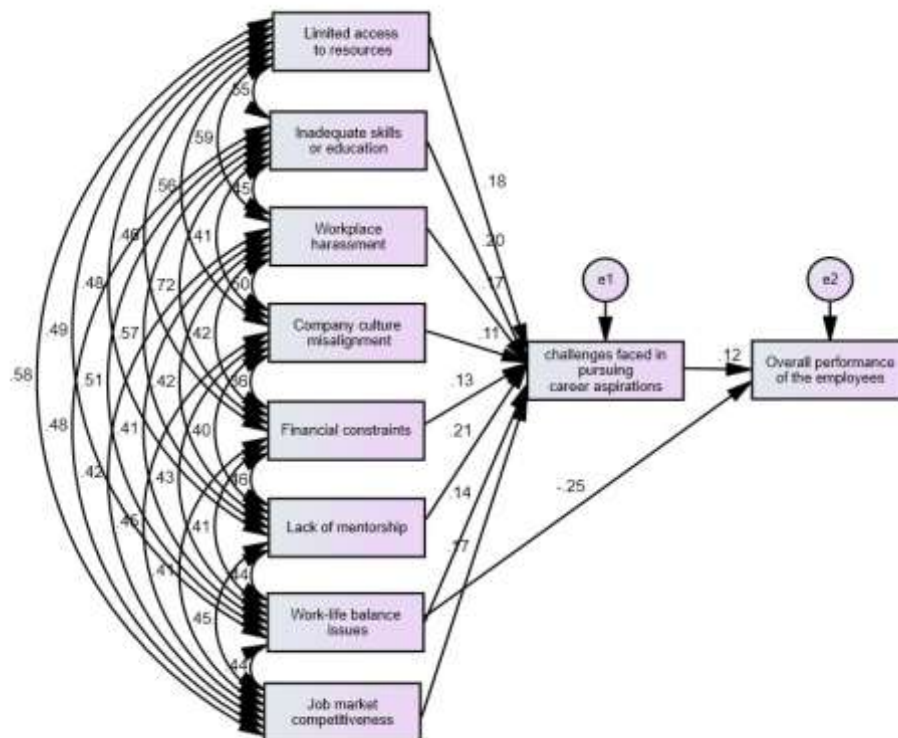 Limited access
to resources
.55
Inadequate skills
or education
.59
.18
.56
.45
.46
.41
.20
Workplace
harassment
.17
e1
e2
.48
.72
.50
.49
.57
.42
Company culture
misalignment
.11
challenges faced in
pursuing
career aspirations
.12
Overall performance
of the employees
.58
.51
.42
.13
.48
.41
.40
Financial constraints
.21
.42
.43
.46
.14
-.25
.45
.41
Lack of mentorship
.17
.41
.44
.45
Work-life balance
issues
.44
Job market
competitiveness